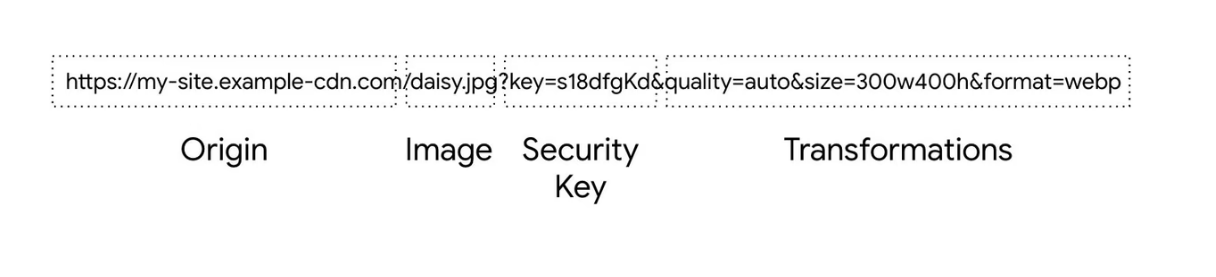 https://my-site.example-cdn.com/daisy.jpg?key=s18dfgKd&quality=auto&size=300w400h&format=webp
Origin
Image
Security
Key
Transformations